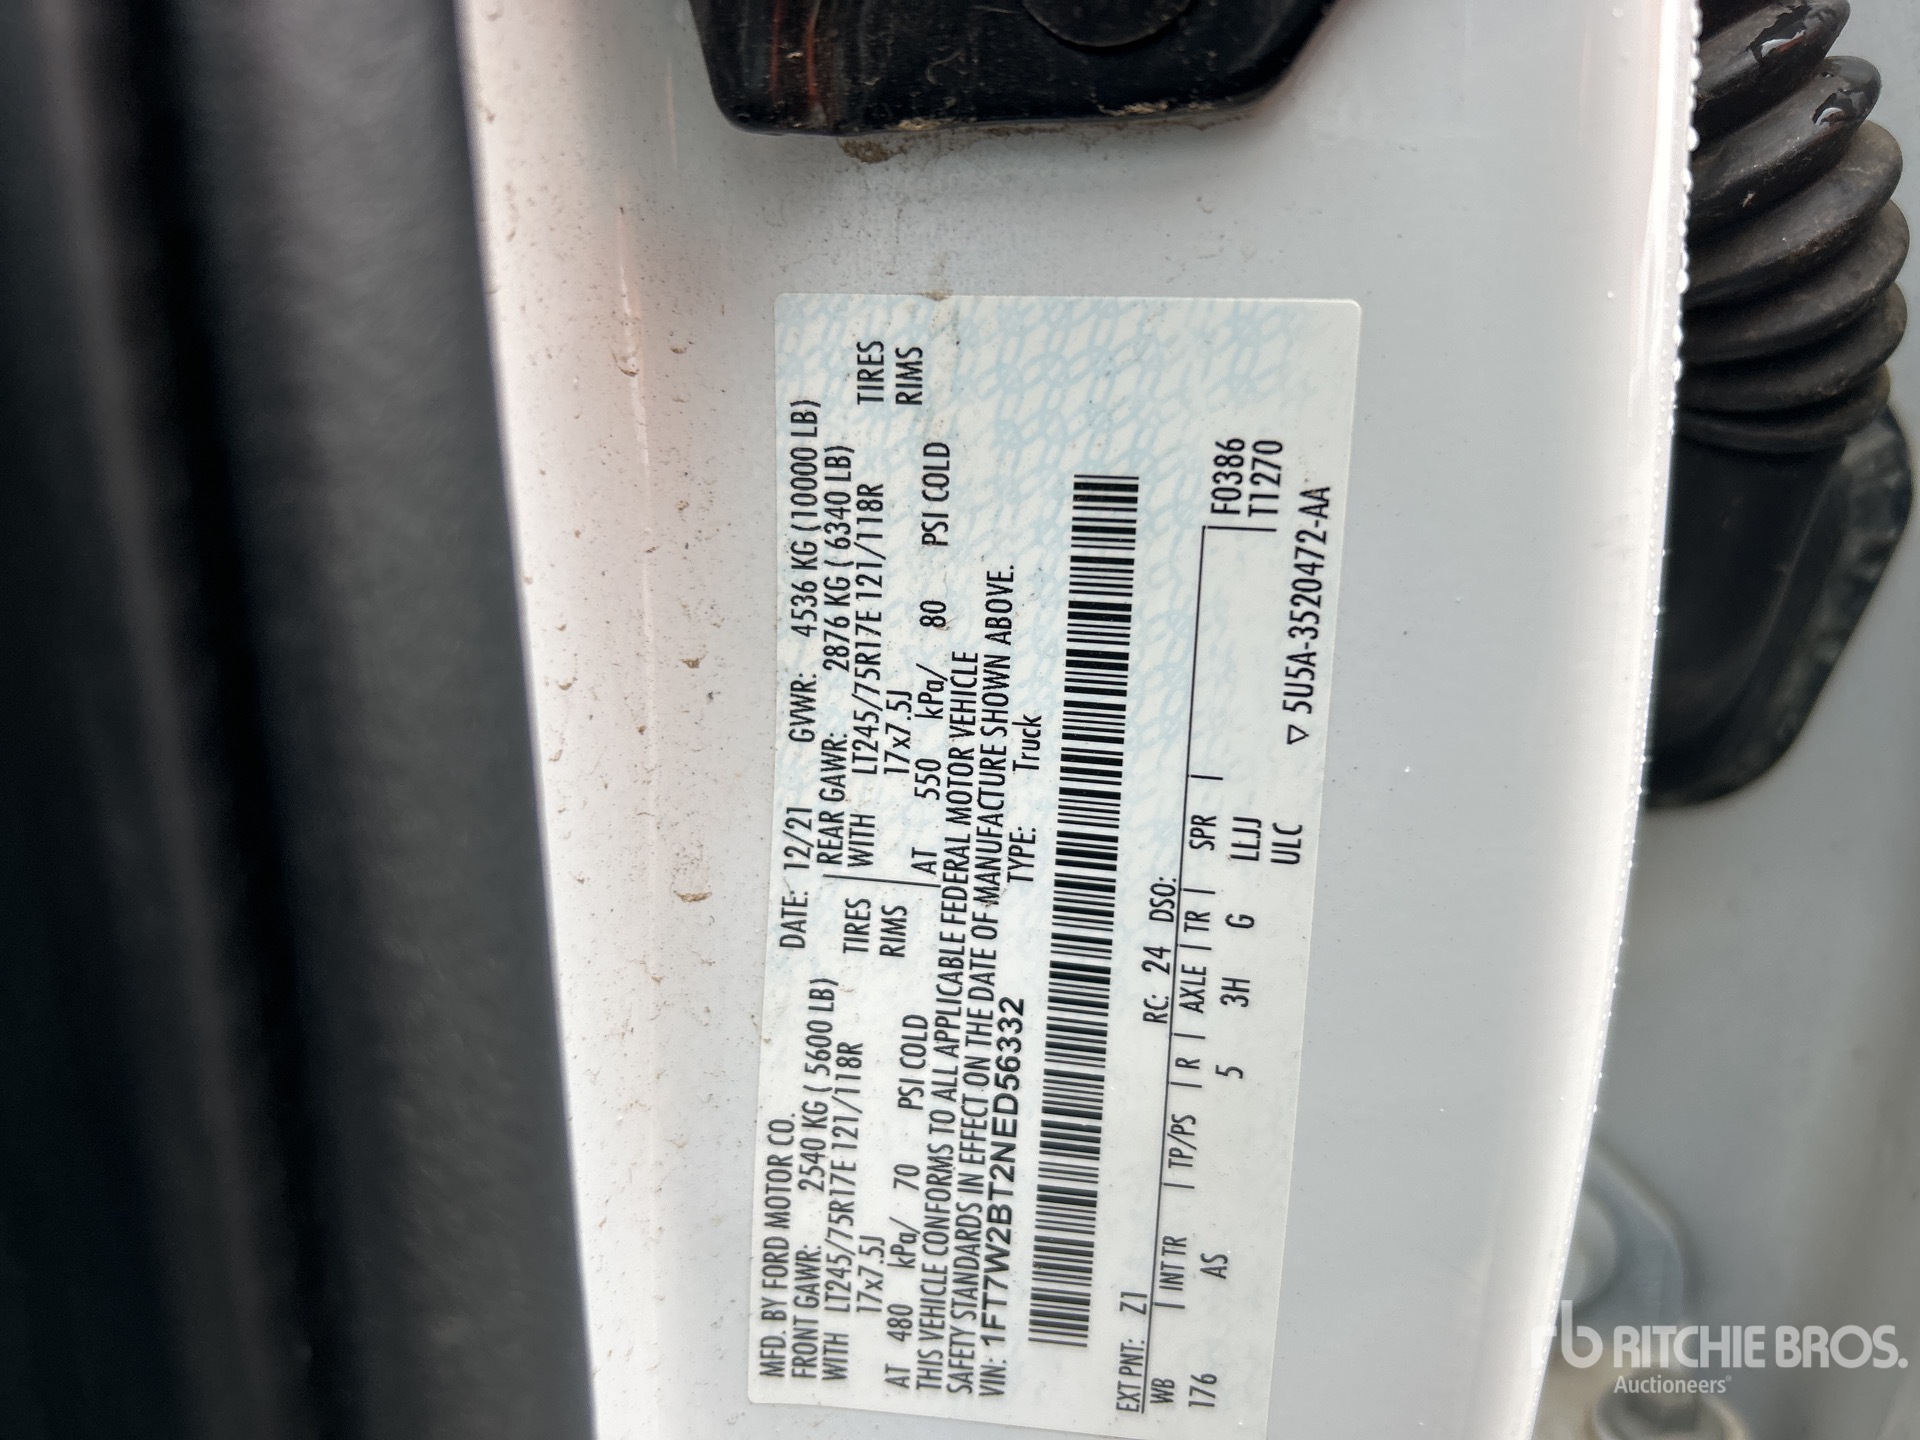 MFD. BY FORD MOTOR CO.
DATE: 12/21 GVWR: 4536 KG (10000 LB)
FRONT GAWR: 2540 KG ( 5600 LB) REAR GAWR: 2876 KG ( 6340 LB)
WITH LT245/75R17E 121/118R TIRES WITH LT245/75R17E 121/118R TIRES
17x7.5J RIMS 17x7.5J RIMS
AT 480 kPa/ 70 PSI COLD AT 550 kPa/ 80 PSI COLD
THIS VEHICLE CONFORMS TO ALL APPLICABLE FEDERAL MOTOR VEHICLE
SAFETY STANDARDS IN EFFECT ON THE DATE OF MANUFACTURE SHOWN ABOVE.
VIN: 1FT7W2BT2NED56332 TYPE: Truck
EXT PNT: Z1 RC: 24 DSO:
WB INT TR TP/PS R AXLE TR SPR F0386
176 AS 5 3H G LLJJ T1270
ULC
▽ 5U5A-3520472-AA
rb RITCHIE BROS.
Auctioneers